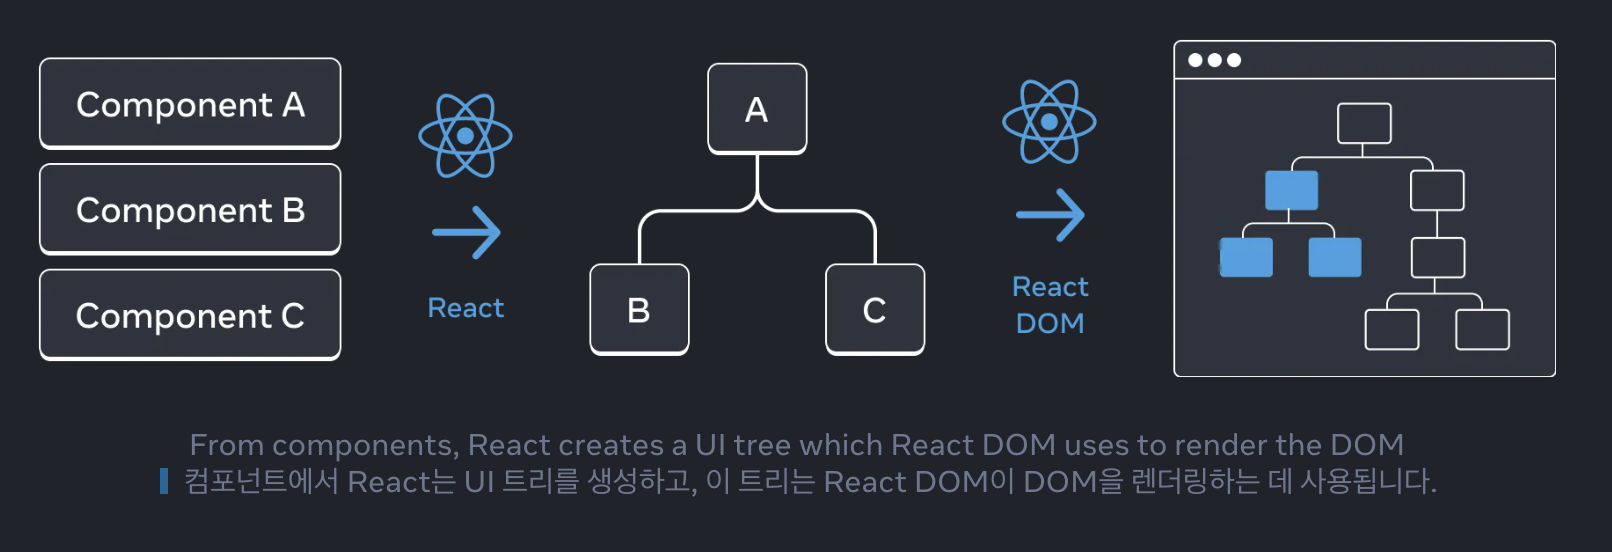 Component A
Component B
Component C
React
A
B
C
React
DOM
From components, React creates a UI tree which React DOM uses to render the DOM
컴포넌트에서 React는 UI 트리를 생성하고, 이 트리는 React DOM이 DOM을 렌더링하는 데 사용됩니다.